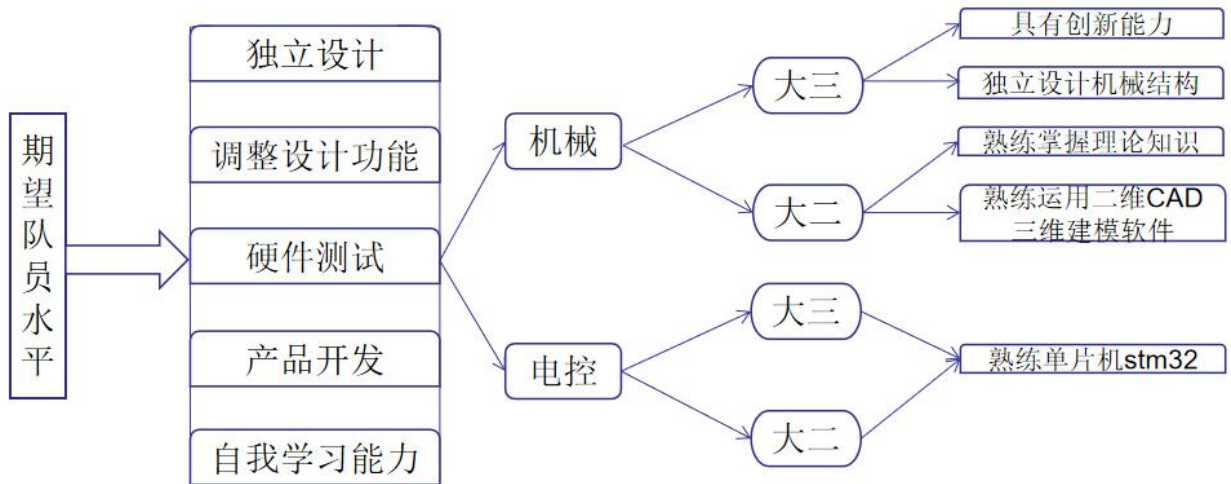 期望队员水平
独立设计
调整设计功能
硬件测试
产品开发
自我学习能力
机械
电控
大三
大二
大三
大二
具有创新能力
独立设计机械结构
熟练掌握理论知识
熟练运用二维CAD
三维建模软件
熟练单片机stm32